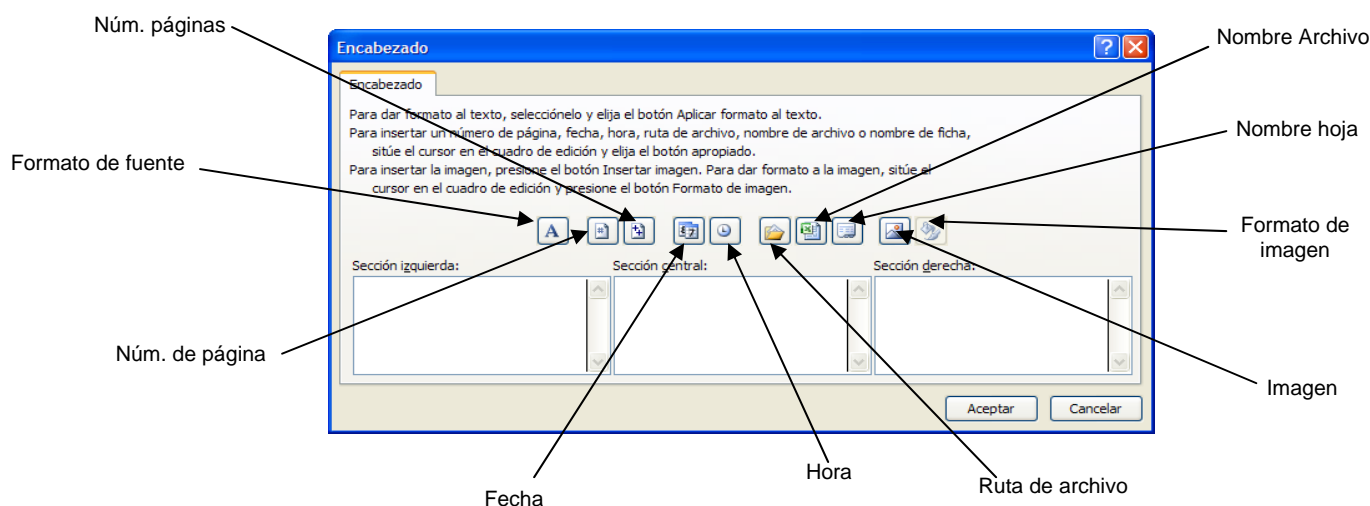 Núm. páginas
Nombre Archivo
Encabezado
Encabezado
Para dar formato al texto, selecciónelo y elija el botón Aplicar formato al texto.
Para insertar un número de página, fecha, hora, ruta de archivo, nombre de archivo o nombre de ficha,
sitúe el cursor en el cuadro de edición y elija el botón apropiado.
Para insertar la imagen, presione el botón Insertar imagen. Para dar formato a la imagen, sitúe el
cursor en el cuadro de edición y presione el botón Formato de imagen.
Nombre hoja
Formato de fuente
Formato de
imagen
Sección izquierda:
Sección central:
Sección derecha:
Núm. de página
Imagen
Aceptar
Cancelar
Hora
Ruta de archivo
Fecha